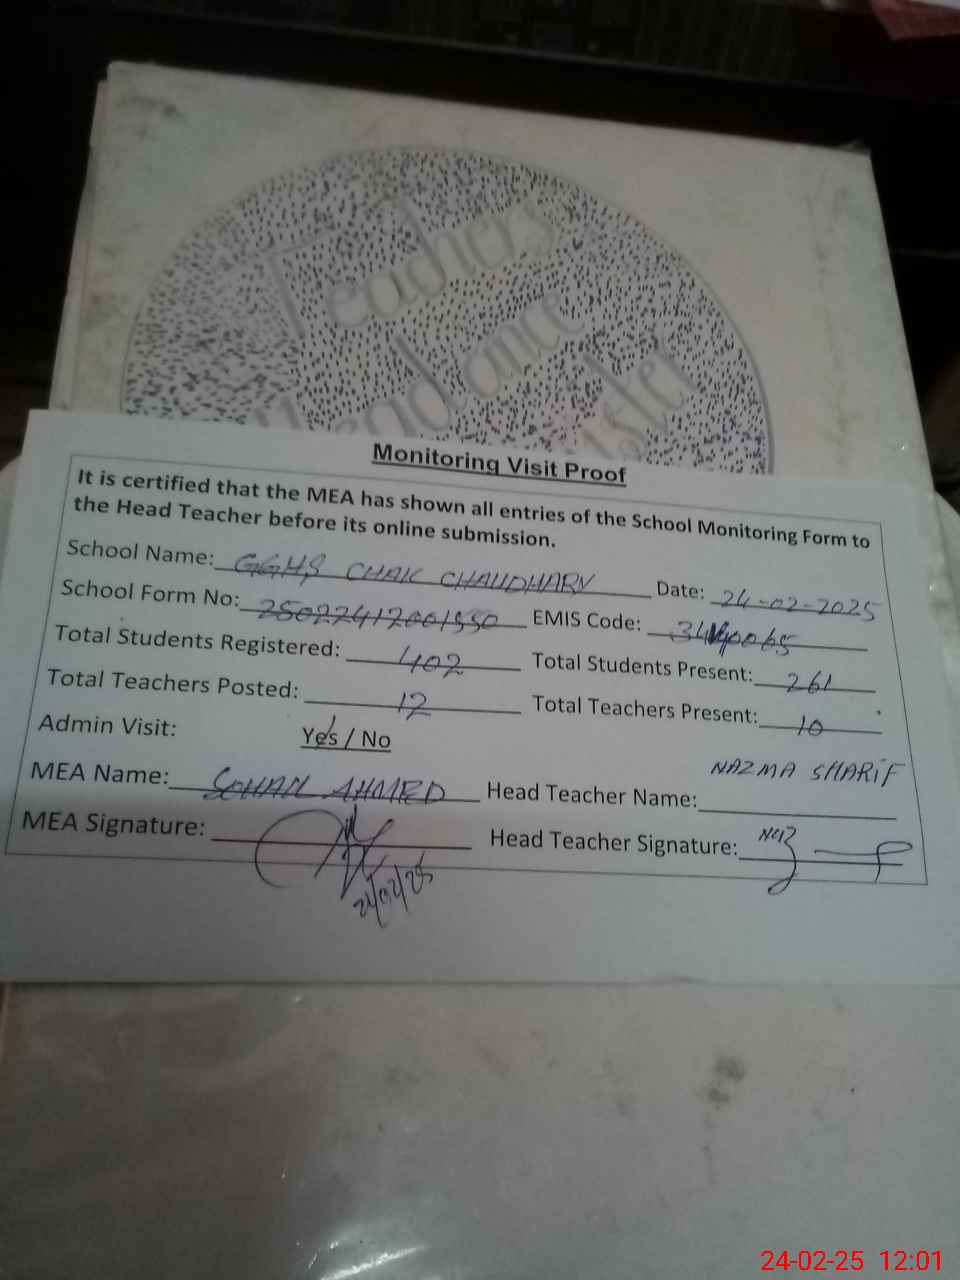 Teachers
ister
Monitoring Visit Proof
It is certified that the MEA has shown all entries of the School Monitoring Form to
the Head Teacher before its online submission.
School Name: GGHS CHAK CHAUDHARY Date: 24-02-2025
School Form No: EMIS Code:
Total Students Registered: 402 Total Students Present: 261
Total Teachers Posted: 12 Total Teachers Present: 10
Admin Visit: Yes / No
MEA Name: SOHAIL AHMED Head Teacher Name: NAZMA SHARIF
MEA Signature: Head Teacher Signature: Naz
24/02/25
24-02-25 12:01